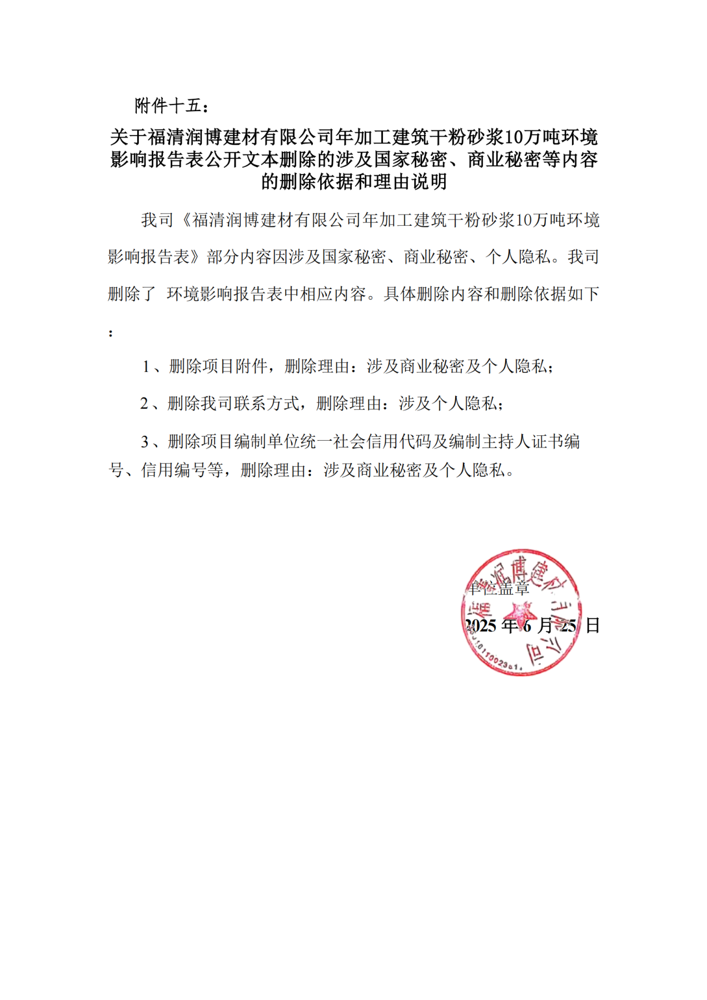 附件十五：
关于福清润博建材有限公司年加工建筑干粉砂浆10万吨环境
影响报告表公开文本删除的涉及国家秘密、商业秘密等内容
的删除依据和理由说明
我司《福清润博建材有限公司年加工建筑干粉砂浆10万吨环境
影响报告表》部分内容因涉及国家秘密、商业秘密、个人隐私。我司
删除了 环境影响报告表中相应内容。具体删除内容和删除依据如下
：
1、删除项目附件，删除理由：涉及商业秘密及个人隐私；
2、删除我司联系方式，删除理由：涉及个人隐私；
3、删除项目编制单位统一社会信用代码及编制主持人证书编
号、信用编号等，删除理由：涉及商业秘密及个人隐私。
福清润博建材有限公司
单位盖章
2025 年 6 月 25 日